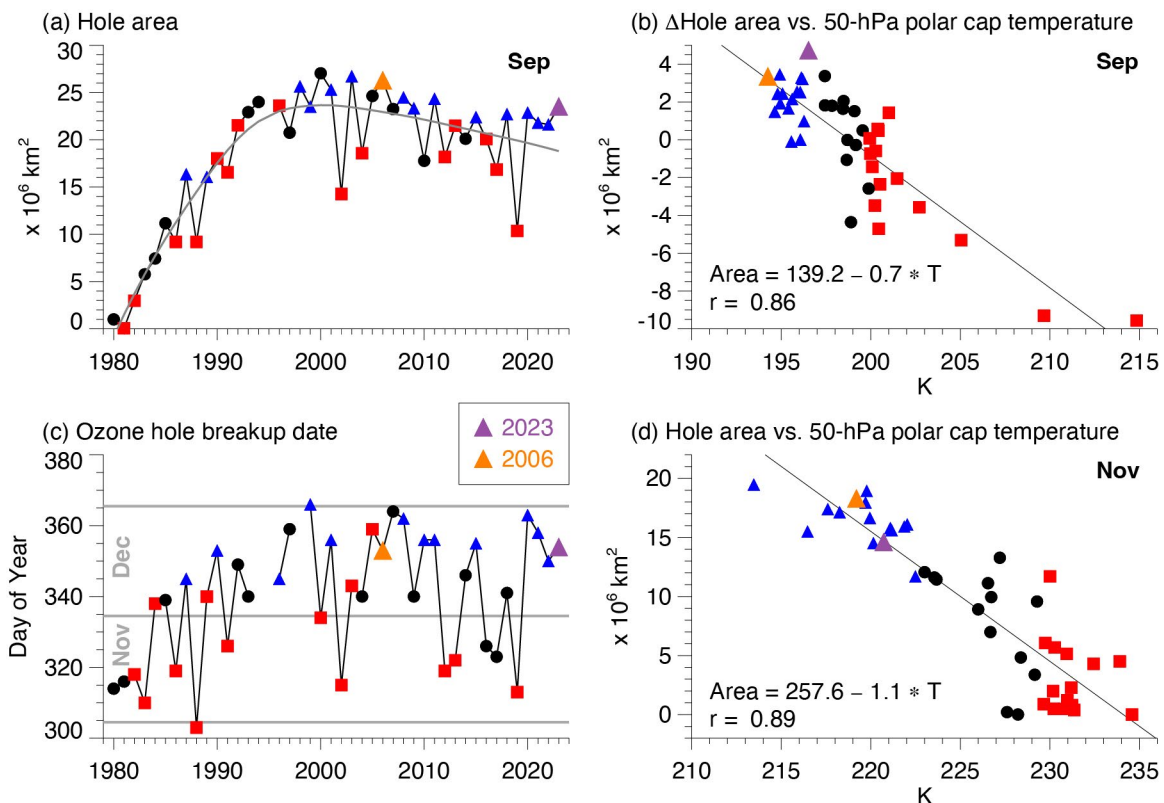 (a) Hole area
Sep
x 10⁶ km²
30
25
20
15
10
5
0
1980 1990 2000 2010 2020
(b) ΔHole area vs. 50-hPa polar cap temperature
Sep
x 10⁶ km²
4
2
0
-2
-4
-6
-8
-10
Area = 139.2 − 0.7 * T
r = 0.86
190 195 200 205 210 215
K
(c) Ozone hole breakup date
2023
2006
Day of Year
380
360
340
320
300
Dec
Nov
1980 1990 2000 2010 2020
(d) Hole area vs. 50-hPa polar cap temperature
Nov
x 10⁶ km²
20
15
10
5
0
Area = 257.6 − 1.1 * T
r = 0.89
210 215 220 225 230 235
K